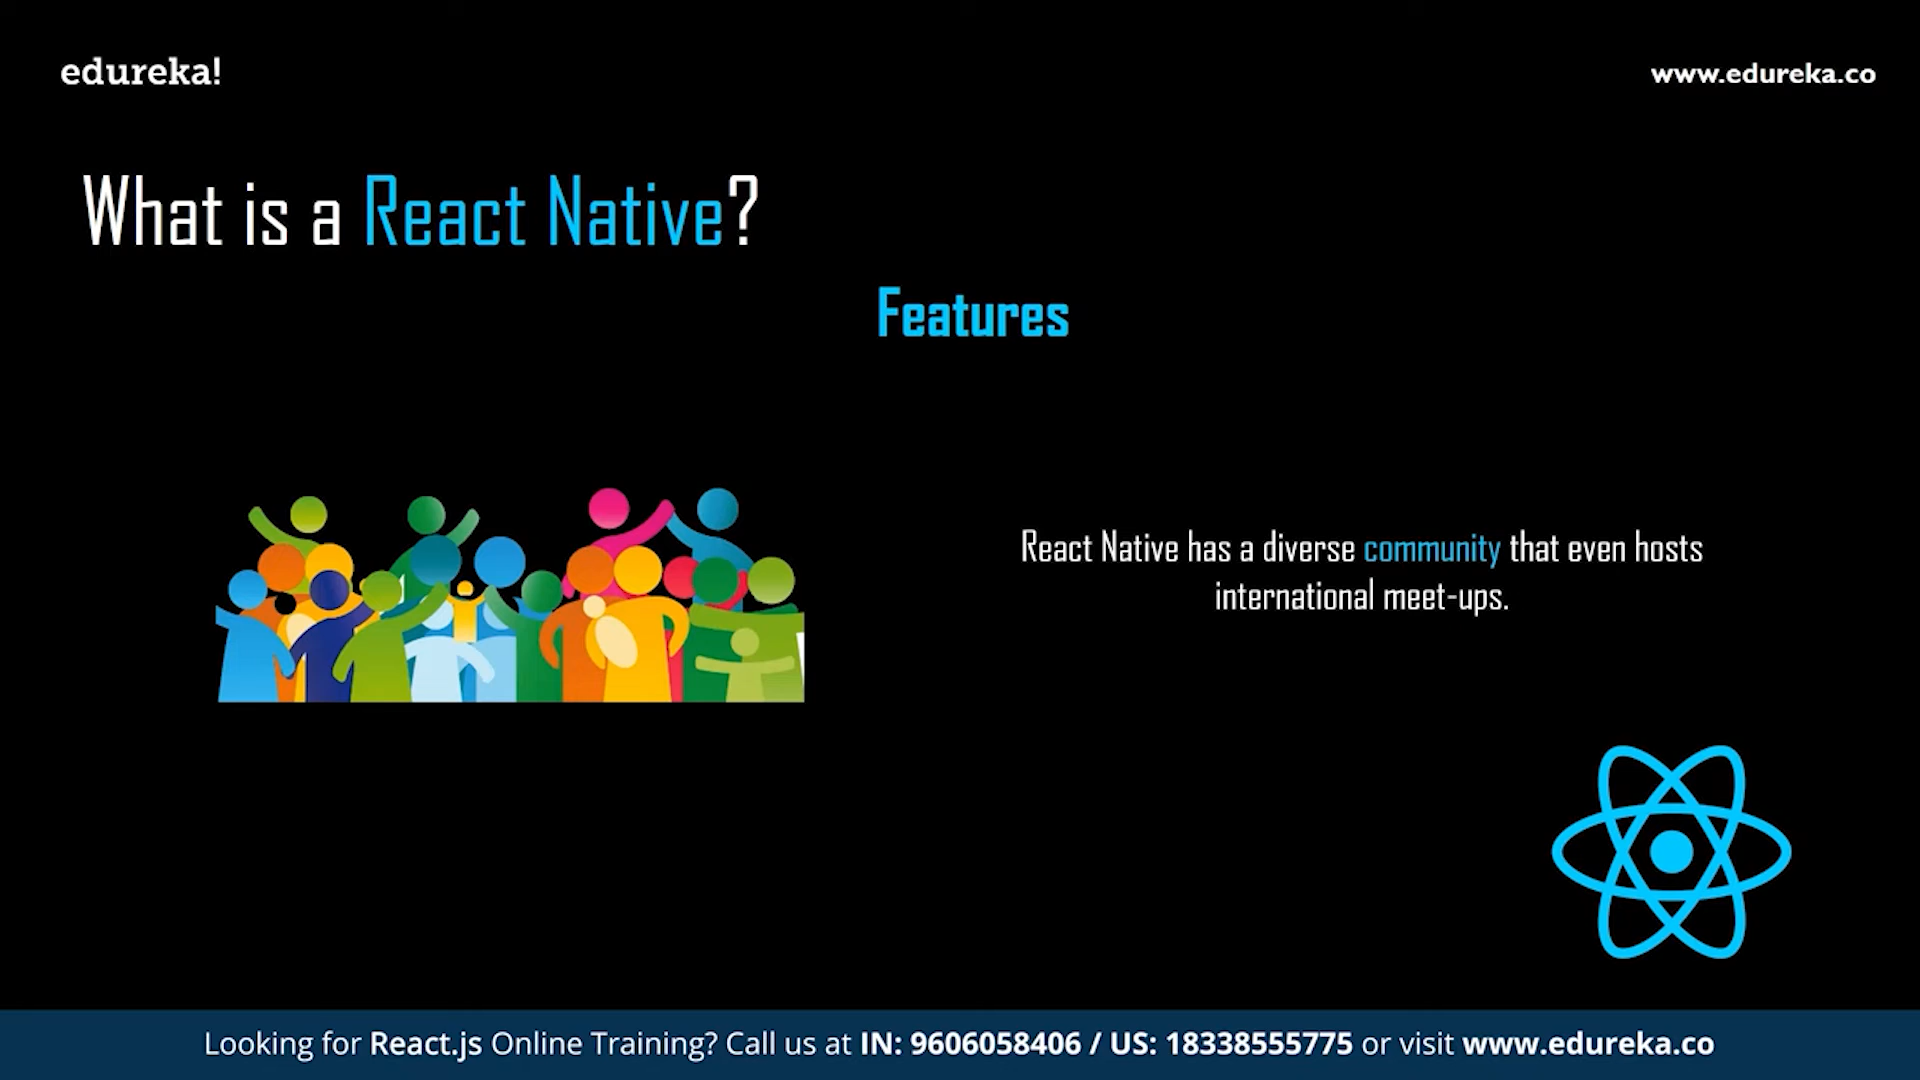 edureka!
www.edureka.co
What is a React Native?
Features
React Native has a diverse community that even hosts
international meet-ups.
Looking for React.js Online Training? Call us at IN: 9606058406 / US: 18338555775 or visit www.edureka.co